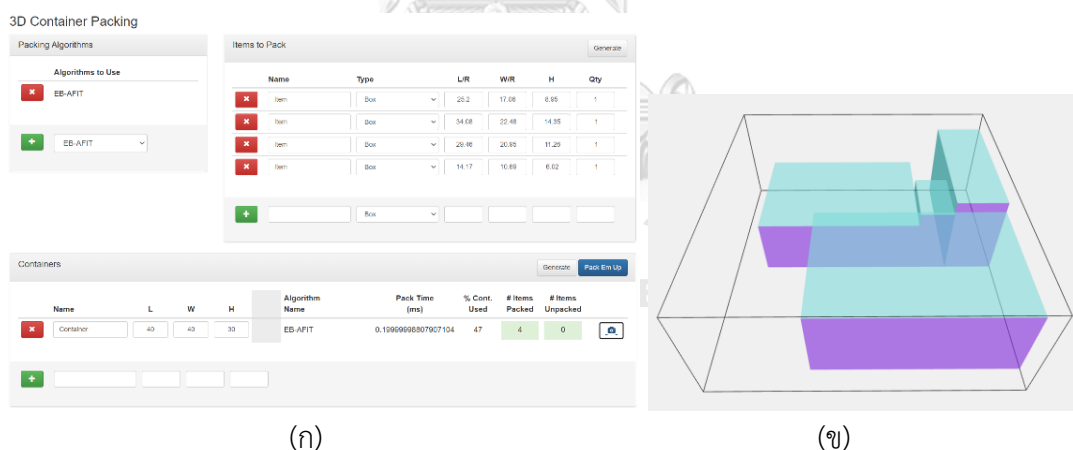 3D Container Packing
Packing Algorithms
Algorithms to Use
EB-AFIT
EB-AFIT
Items to Pack
Generate
Name Type L/R W/R H Qty
Item Box 25.2 17.06 8.95 1
Item Box 34.08 22.48 14.35 1
Item Box 29.46 20.95 11.26 1
Item Box 14.17 10.69 6.02 1
Box
Containers
Generate Pack Em Up
Name L W H Algorithm Name Pack Time (ms) % Cont. Used # Items Packed # Items Unpacked
Container 40 40 30 EB-AFIT 0.19999998807907104 47 4 0
(ก) (ข)